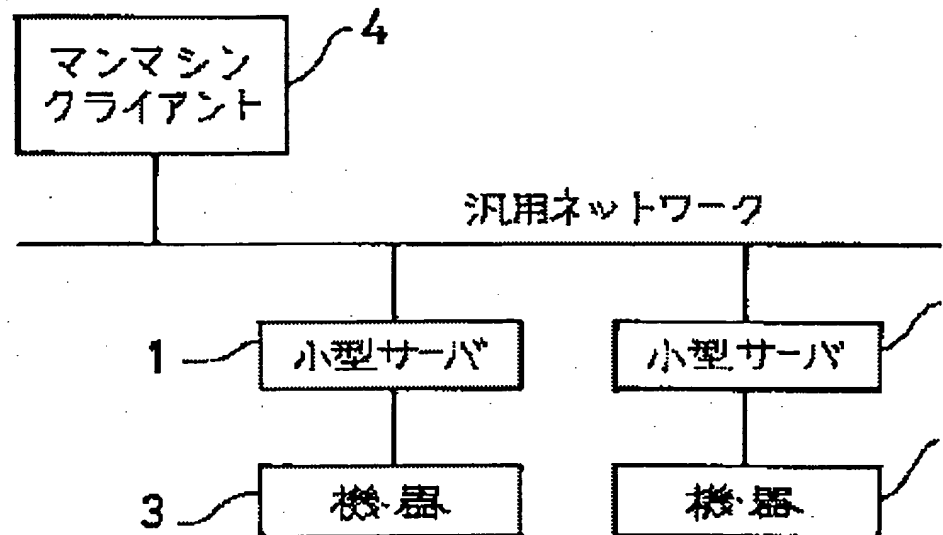 マンマシン
クライアント
4
汎用ネットワーク
1
小型サーバ
小型サーバ
3
機器
機器